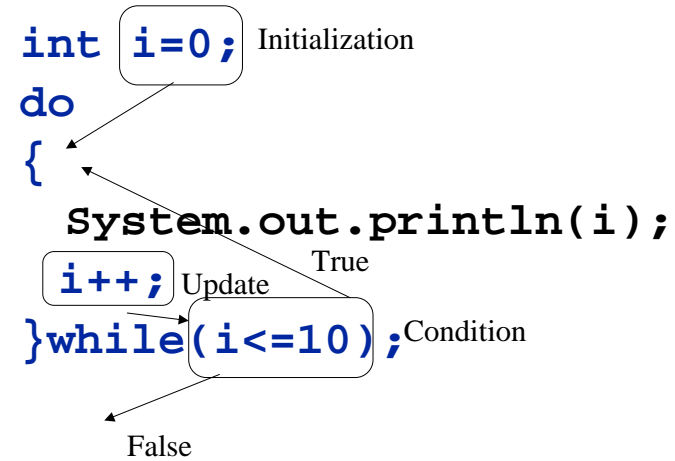 int i=0; Initialization
do
{
System.out.println(i);
True
i++; Update
}while(i<=10); Condition
False